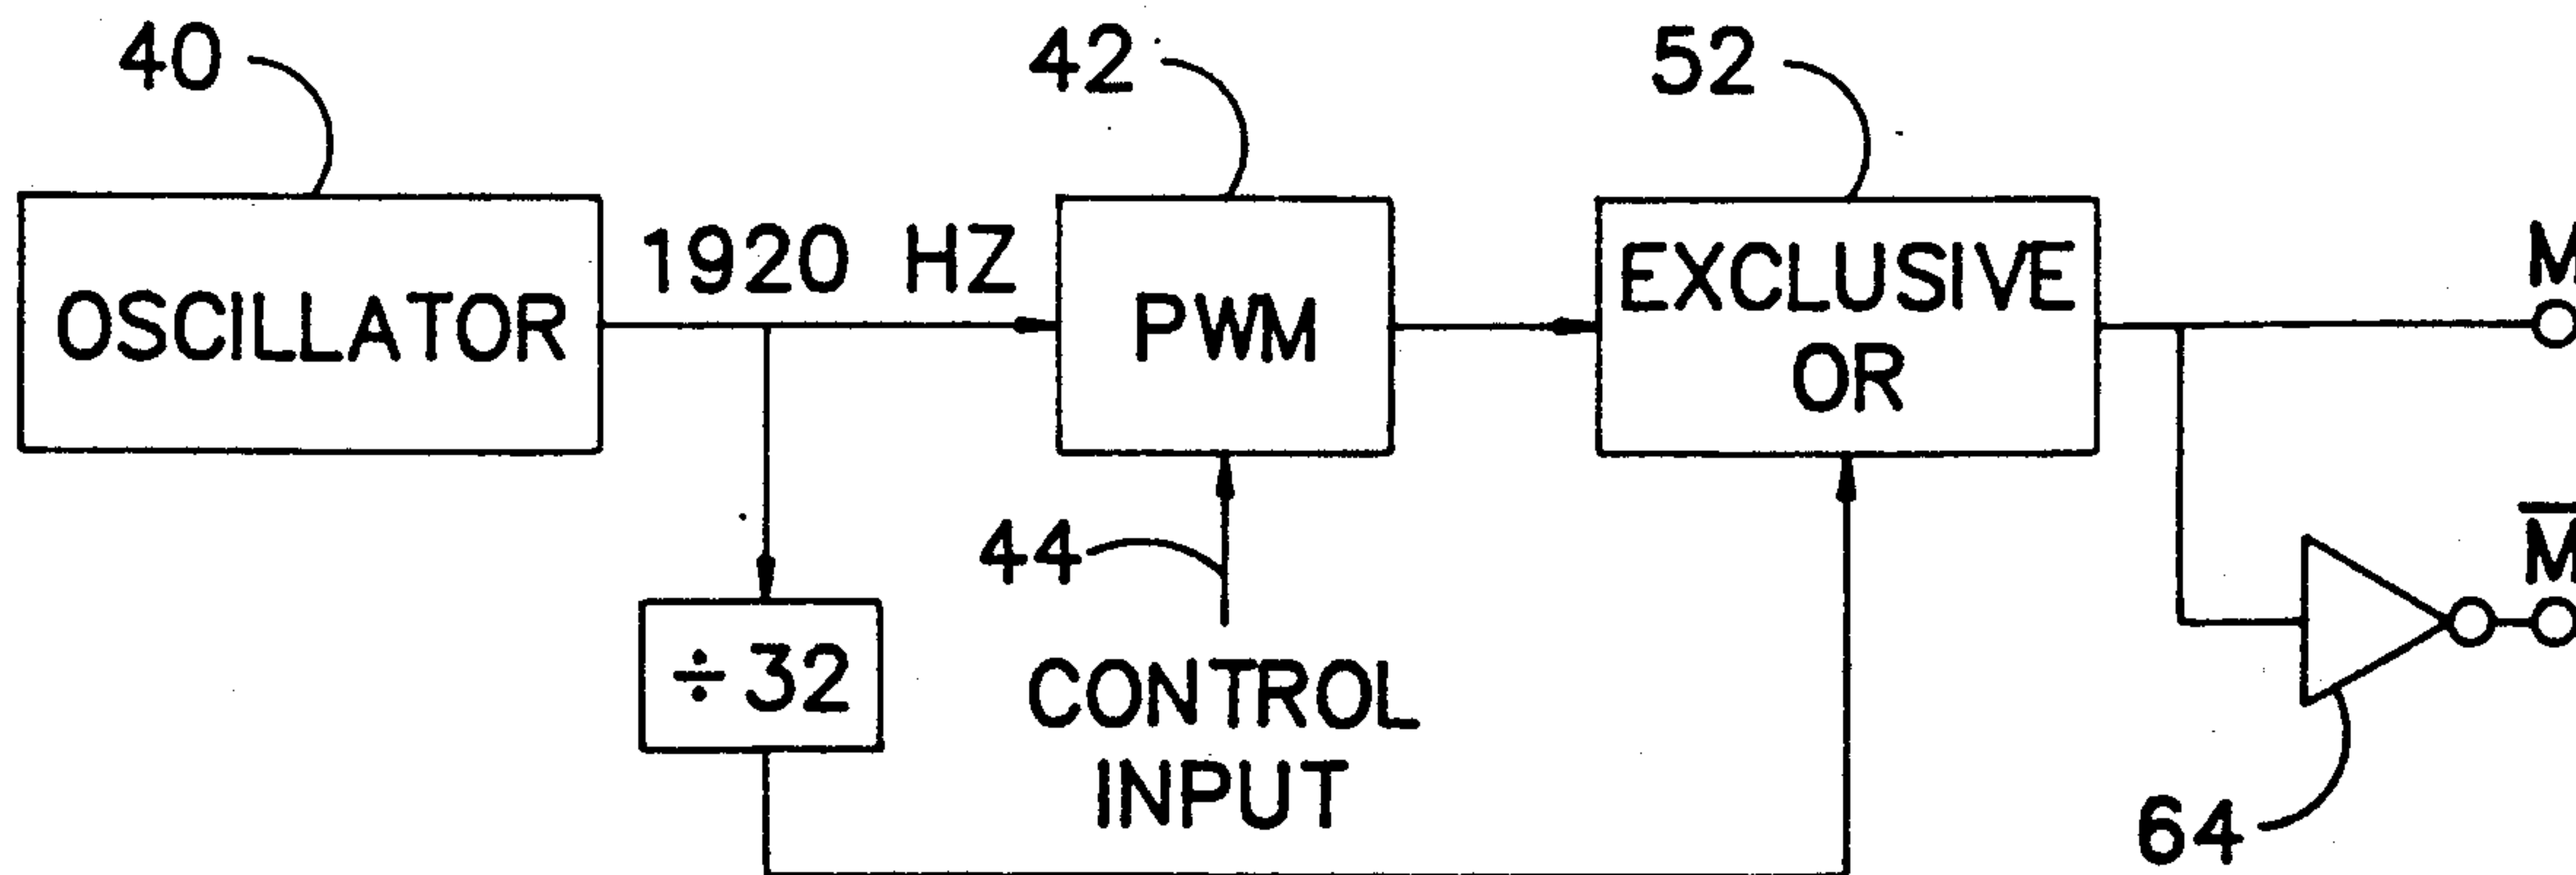 40
42
52
OSCILLATOR
1920 HZ
PWM
EXCLUSIVE
OR
M
44
M̅
÷32
CONTROL
INPUT
64